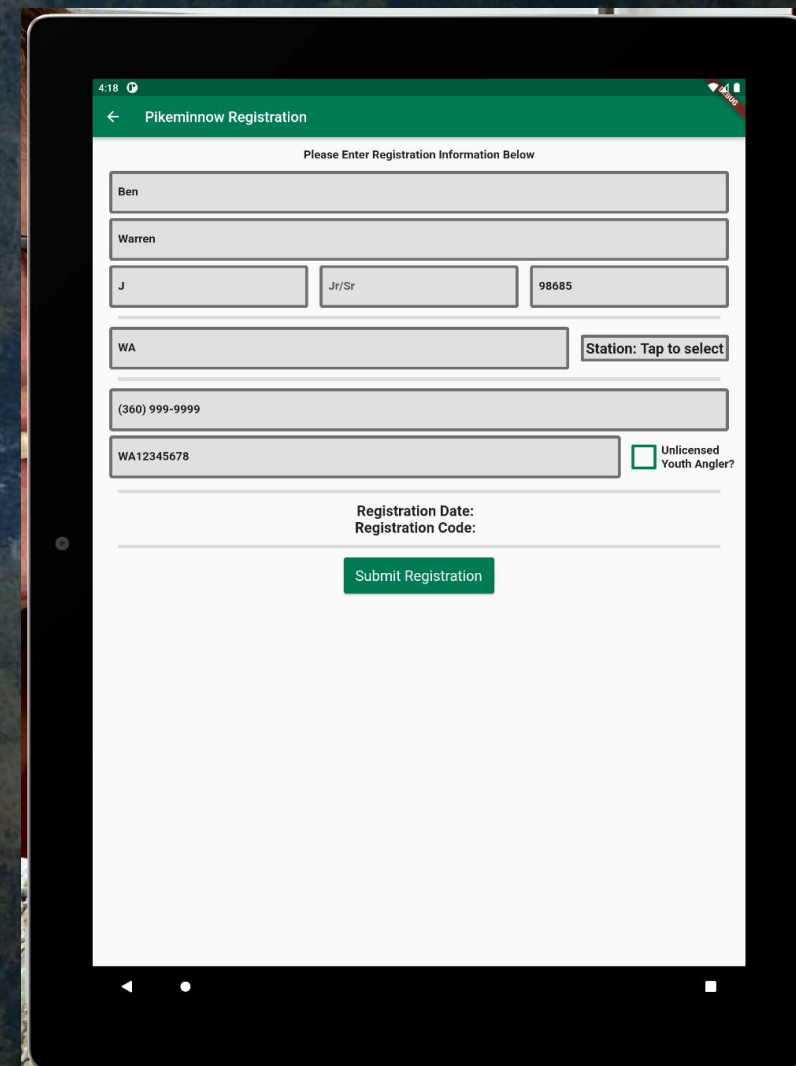 4:18
DEBUG
Pikeminnow Registration
Please Enter Registration Information Below
Ben
Warren
J
Jr/Sr
98685
WA
Station: Tap to select
(360) 999-9999
WA12345678
Unlicensed
Youth Angler?
Registration Date:
Registration Code:
Submit Registration